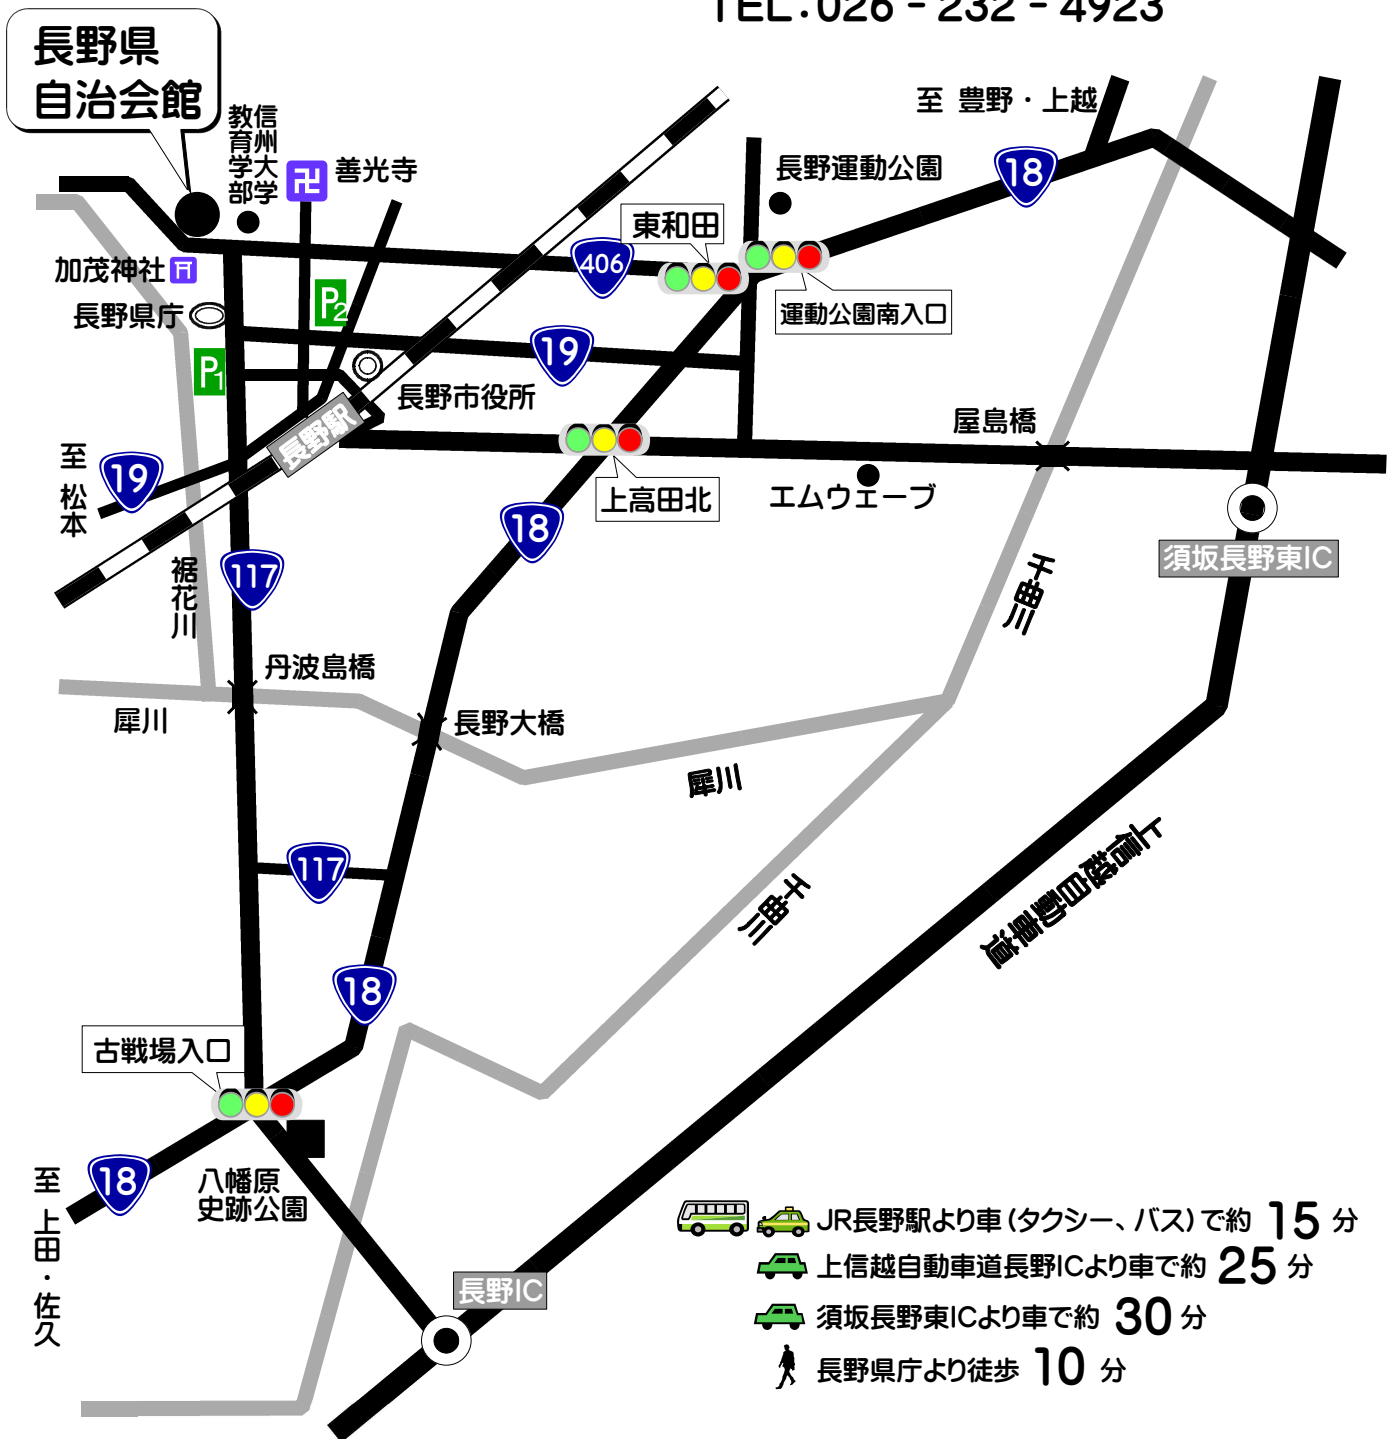 TEL:026-232-4923
長野県
自治会館
信州大学
教育学部
善光寺
至 豊野・上越
18
長野運動公園
東和田
406
加茂神社
長野県庁
P2
運動公園南入口
19
P1
長野市役所
長野駅
屋島橋
至 松本
19
上高田北
エムウェーブ
18
須坂長野東IC
117
裾花川
千曲川
丹波島橋
犀川
長野大橋
犀川
上信越自動車道
117
千曲川
18
古戦場入口
18
至 上田・佐久
八幡原
史跡公園
長野IC
JR長野駅より車(タクシー、バス)で約 15 分
上信越自動車道長野ICより車で約 25 分
須坂長野東ICより車で約 30 分
長野県庁より徒歩 10 分